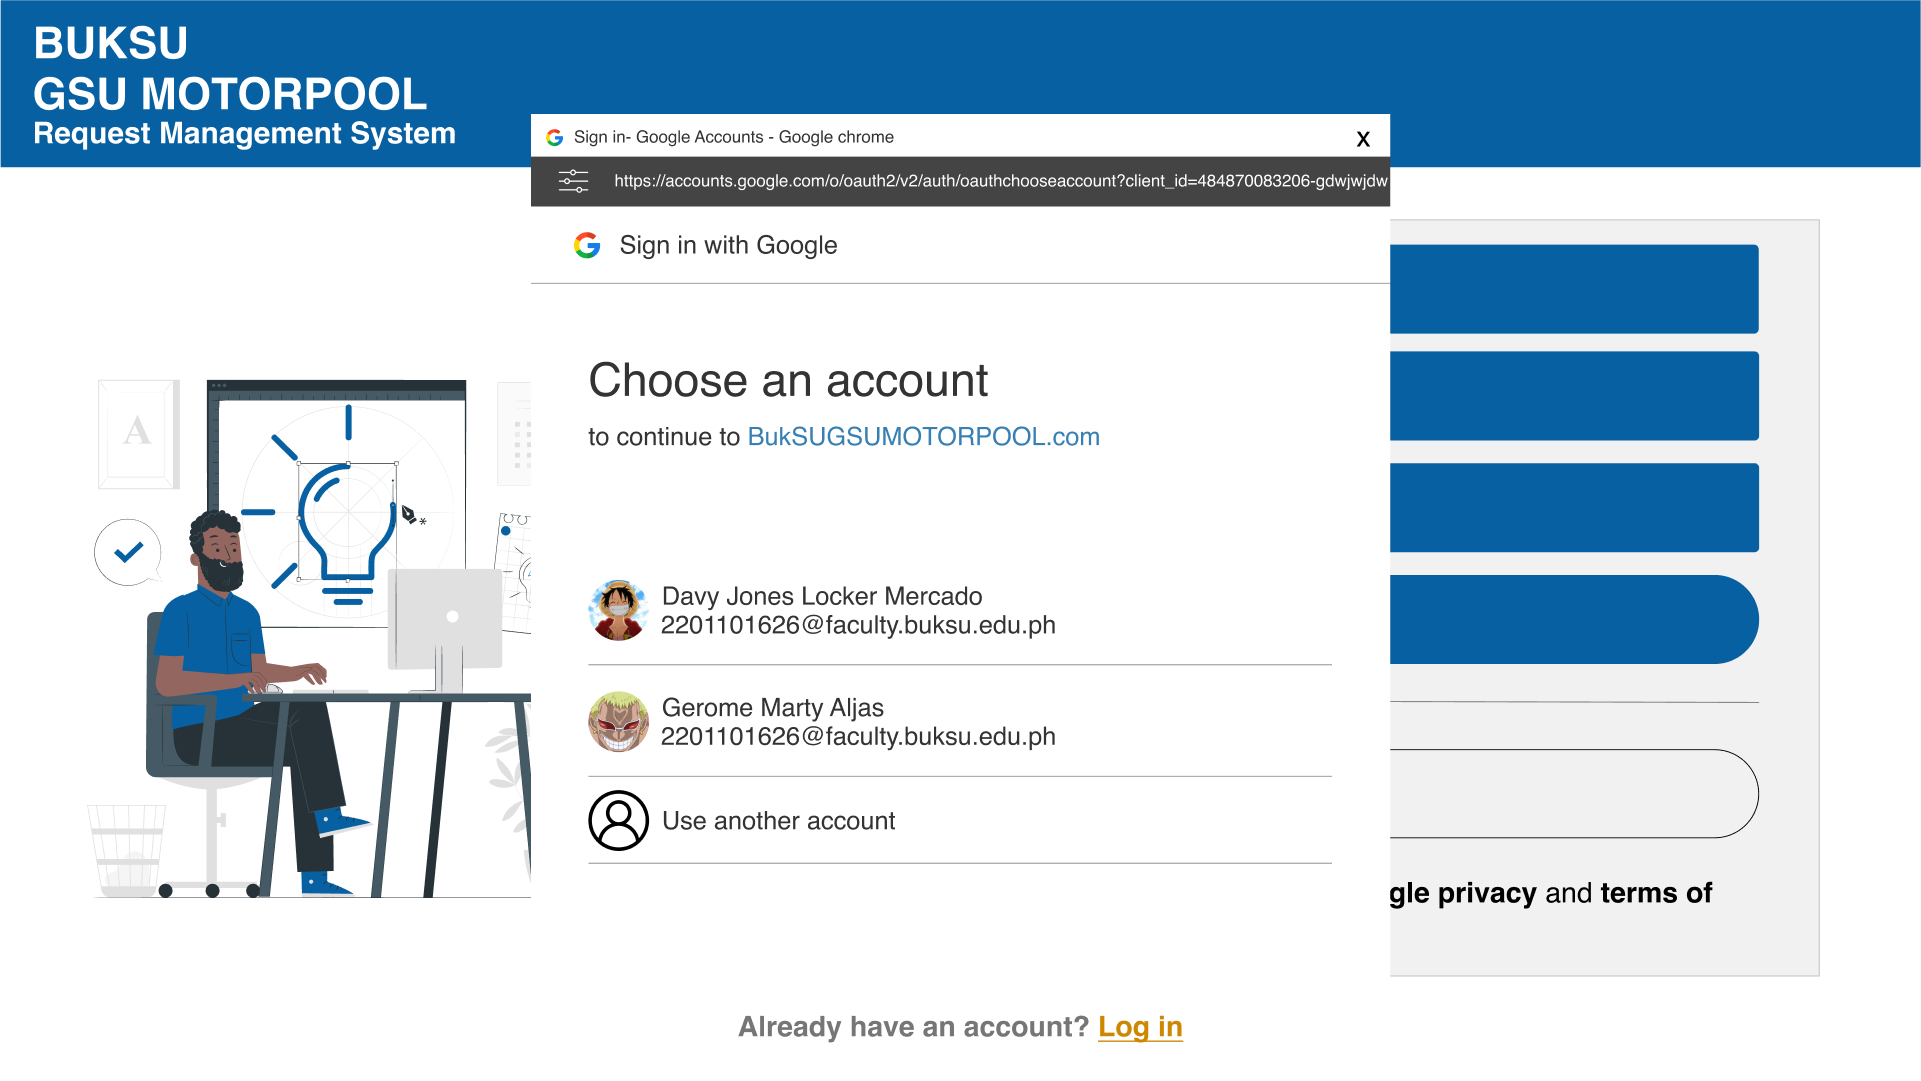 BUKSU
GSU MOTORPOOL
Request Management System
Sign in- Google Accounts - Google chrome
X
https://accounts.google.com/o/oauth2/v2/auth/oauthchooseaccount?client_id=484870083206-gdwjwjdw
Sign in with Google
Choose an account
to continue to BukSUGSUMOTORPOOL.com
A
Davy Jones Locker Mercado
2201101626@faculty.buksu.edu.ph
Gerome Marty Aljas
2201101626@faculty.buksu.edu.ph
Use another account
gle privacy and terms of
Already have an account? Log in